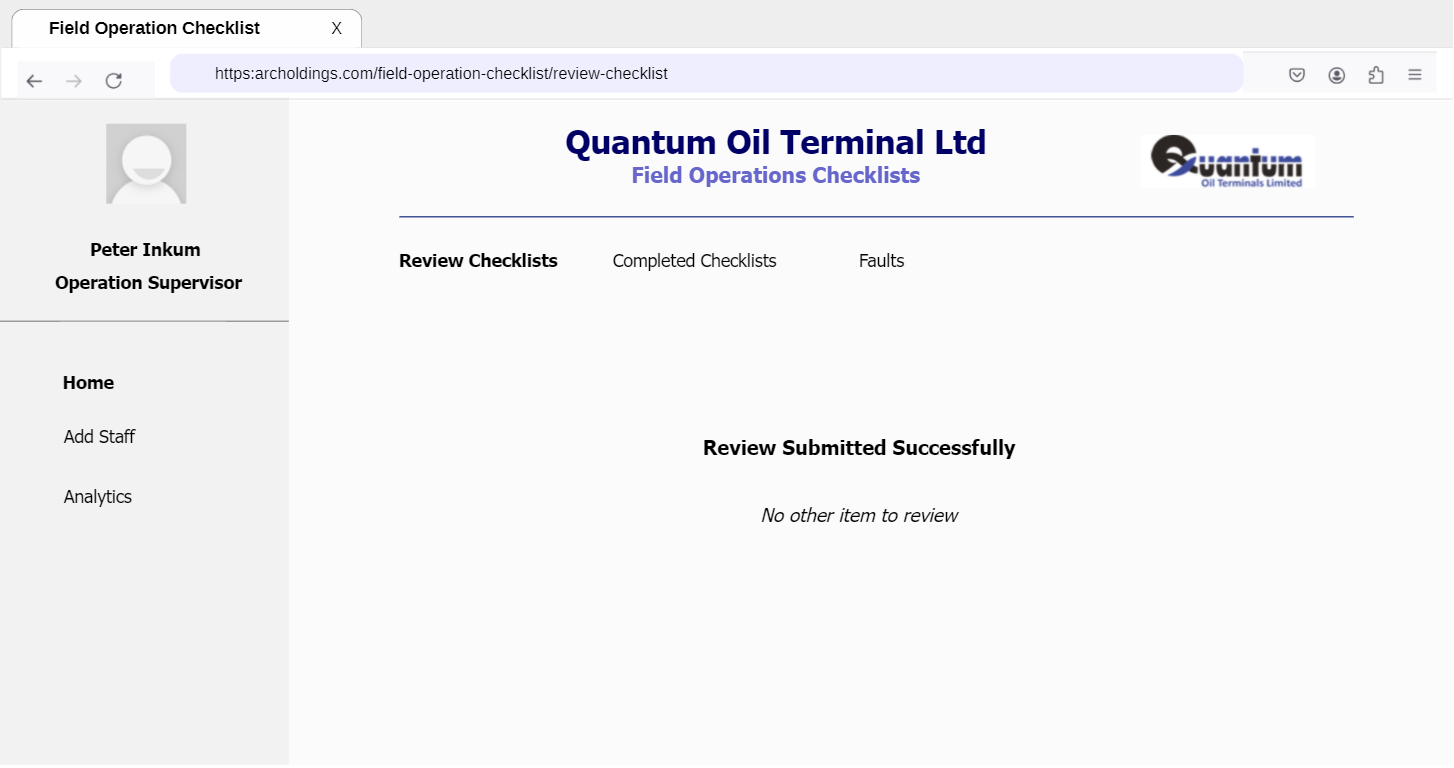 Field Operation Checklist X
https:archoldings.com/field-operation-checklist/review-checklist
Quantum Oil Terminal Ltd
Field Operations Checklists
Quantum
Oil Terminals Limited
Peter Inkum
Operation Supervisor
Review Checklists Completed Checklists Faults
Home
Add Staff
Analytics
Review Submitted Successfully
No other item to review